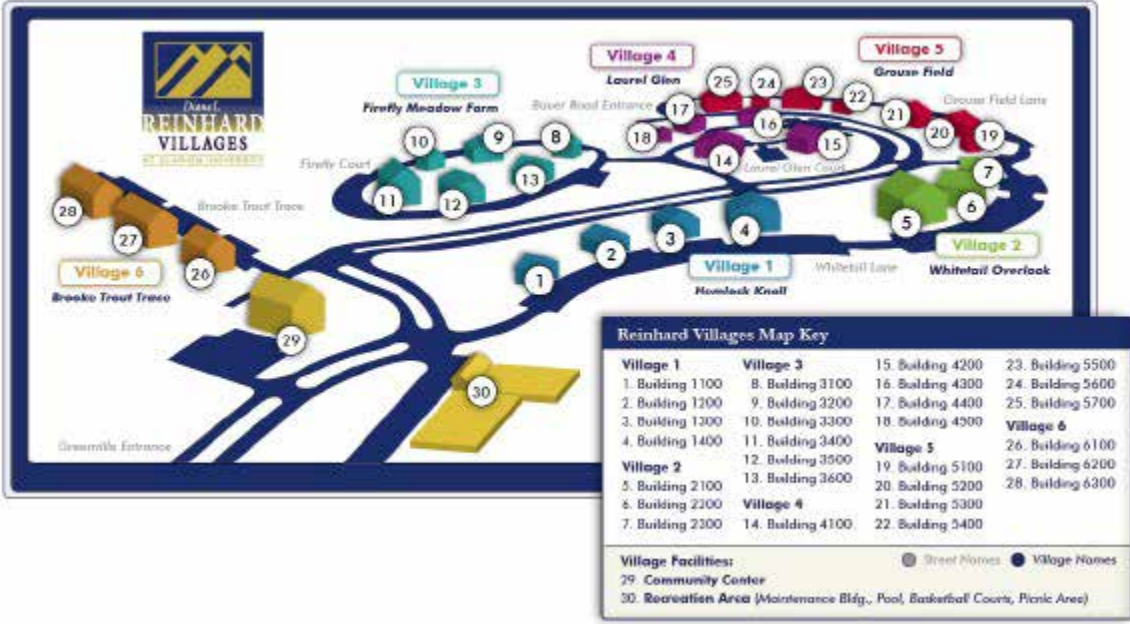 Diane L.
REINHARD
VILLAGES
AT CLARION UNIVERSITY
Village 3
Firefly Meadow Farm
Village 4
Laurel Glen
Village 5
Grouse Field
Boxer Road Entrance
Grouse Field Lane
Firefly Court
Laurel Glen Court
Brooke Trout Trace
Village 6
Brooke Trout Trace
Village 1
Hemlock Knoll
Whitetail Lane
Village 2
Whitetail Overlook
Greenville Entrance
1
2
3
4
5
6
7
8
9
10
11
12
13
14
15
16
17
18
19
20
21
22
23
24
25
26
27
28
29
30
Reinhard Villages Map Key
Village 1
1. Building 1100
2. Building 1200
3. Building 1300
4. Building 1400
Village 2
5. Building 2100
6. Building 2200
7. Building 2300
Village 3
8. Building 3100
9. Building 3200
10. Building 3300
11. Building 3400
12. Building 3500
13. Building 3600
Village 4
14. Building 4100
15. Building 4200
16. Building 4300
17. Building 4400
18. Building 4500
Village 5
19. Building 5100
20. Building 5200
21. Building 5300
22. Building 5400
23. Building 5500
24. Building 5600
25. Building 5700
Village 6
26. Building 6100
27. Building 6200
28. Building 6300
Village Facilities:
Street Names Village Names
29. Community Center
30. Recreation Area (Maintenance Bldg., Pool, Basketball Courts, Picnic Area)